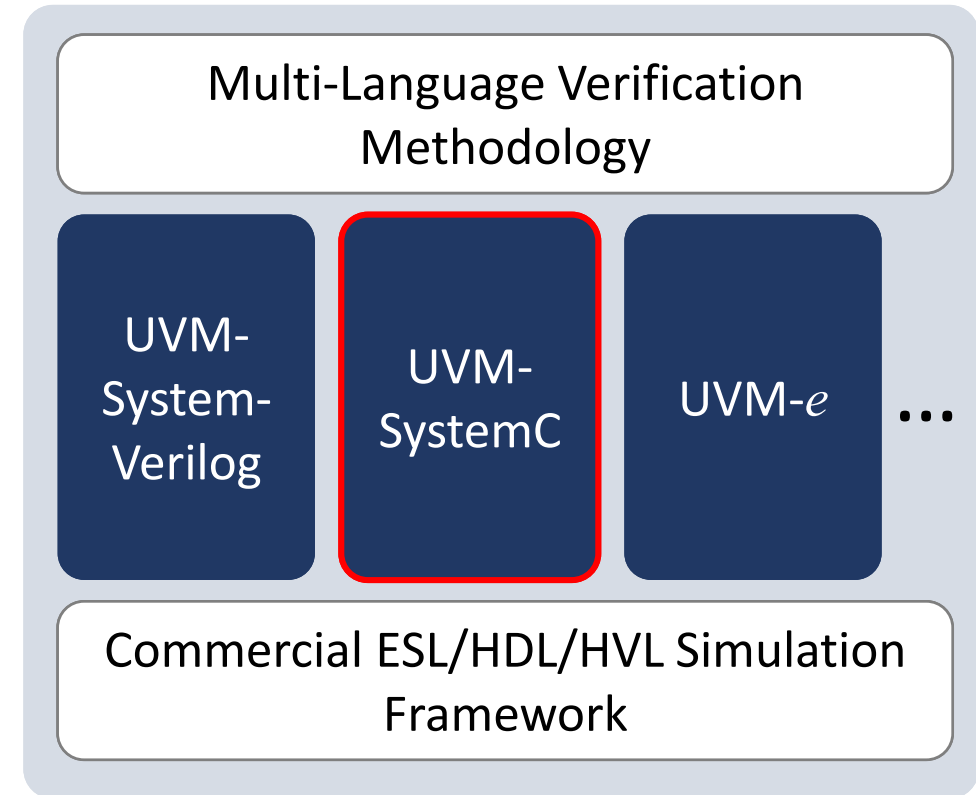 Multi-Language Verification
Methodology
UVM-
System-
Verilog
UVM-
SystemC
UVM-e
...
Commercial ESL/HDL/HVL Simulation
Framework